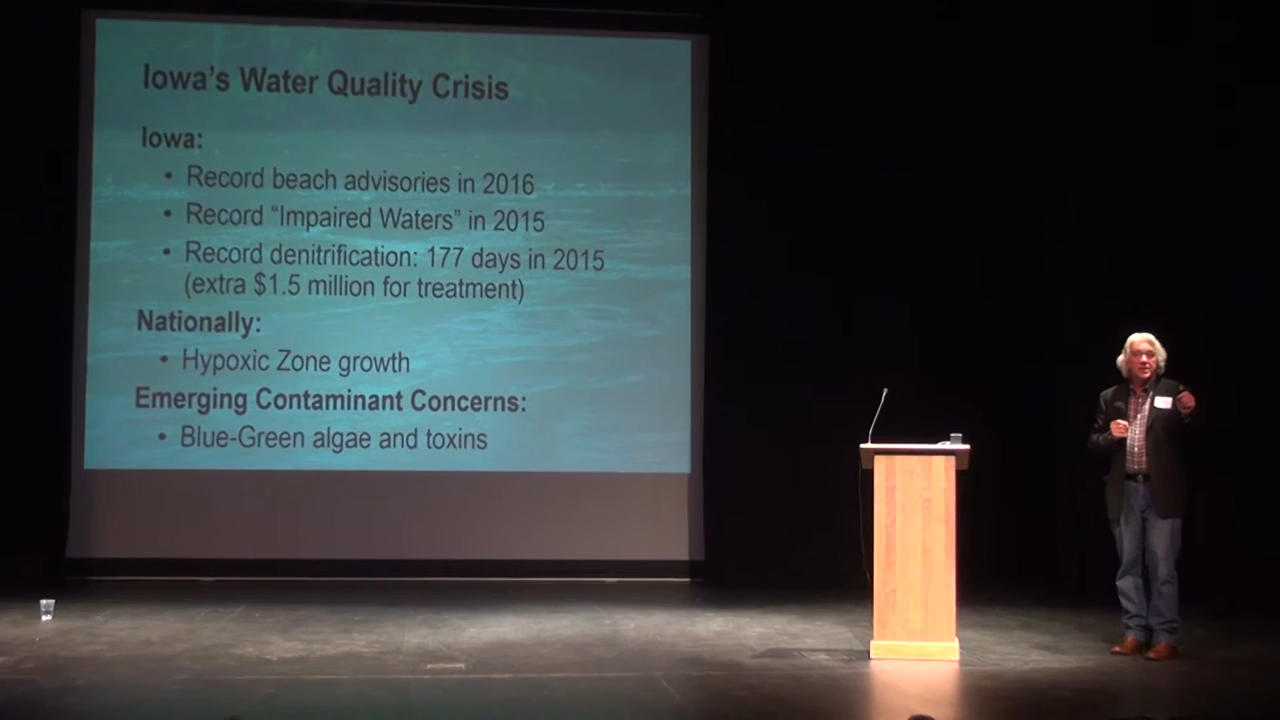 Iowa's Water Quality Crisis
Iowa:
• Record beach advisories in 2016
• Record “Impaired Waters” in 2015
• Record denitrification: 177 days in 2015
(extra $1.5 million for treatment)
Nationally:
• Hypoxic Zone growth
Emerging Contaminant Concerns:
• Blue-Green algae and toxins